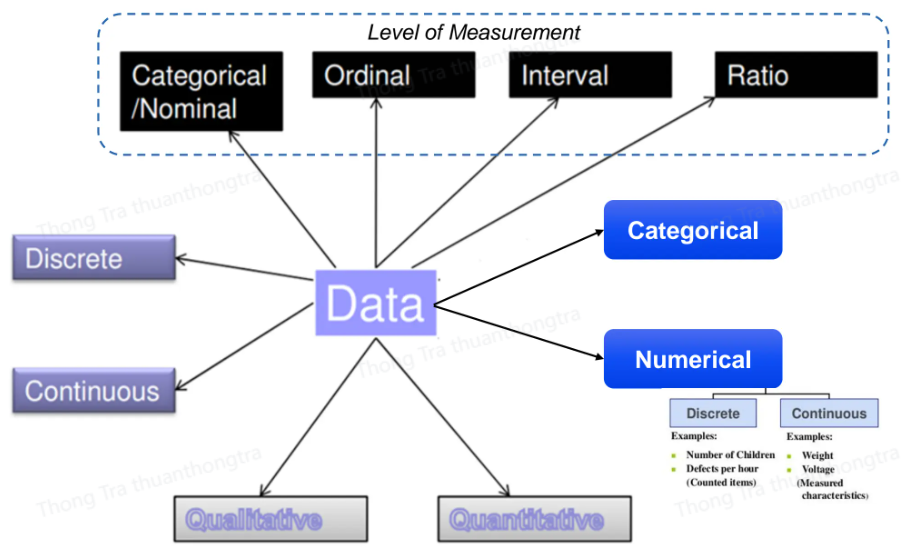 Level of Measurement
Categorical
/Nominal
Ordinal
Interval
Ratio
Thong Tra thuanthongtra
Thong Tra thuanthongtra
Thong Tra thuanthongtra
Categorical
Discrete
Data
Thong Tra thuanthongtra
Numerical
Continuous
Discrete
Continuous
Examples:
Number of Children
Defects per hour
(Counted items)
Examples:
Weight
Voltage
(Measured
characteristics)
Thong Tra thuanthongtra
Thong Tra thuanthongtra
Qualitative
Quantitative